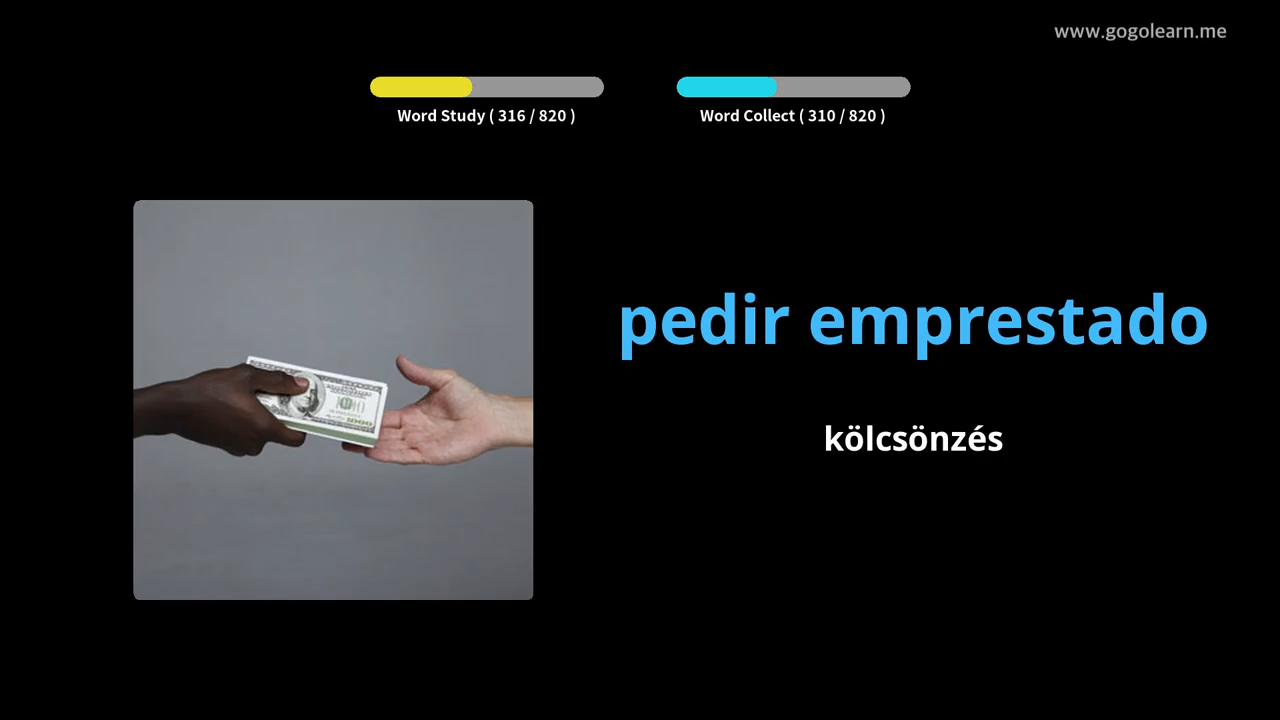 www.gogolearn.me
Word Study ( 316 / 820 )
Word Collect ( 310 / 820 )
pedir emprestado
kölcsönzés